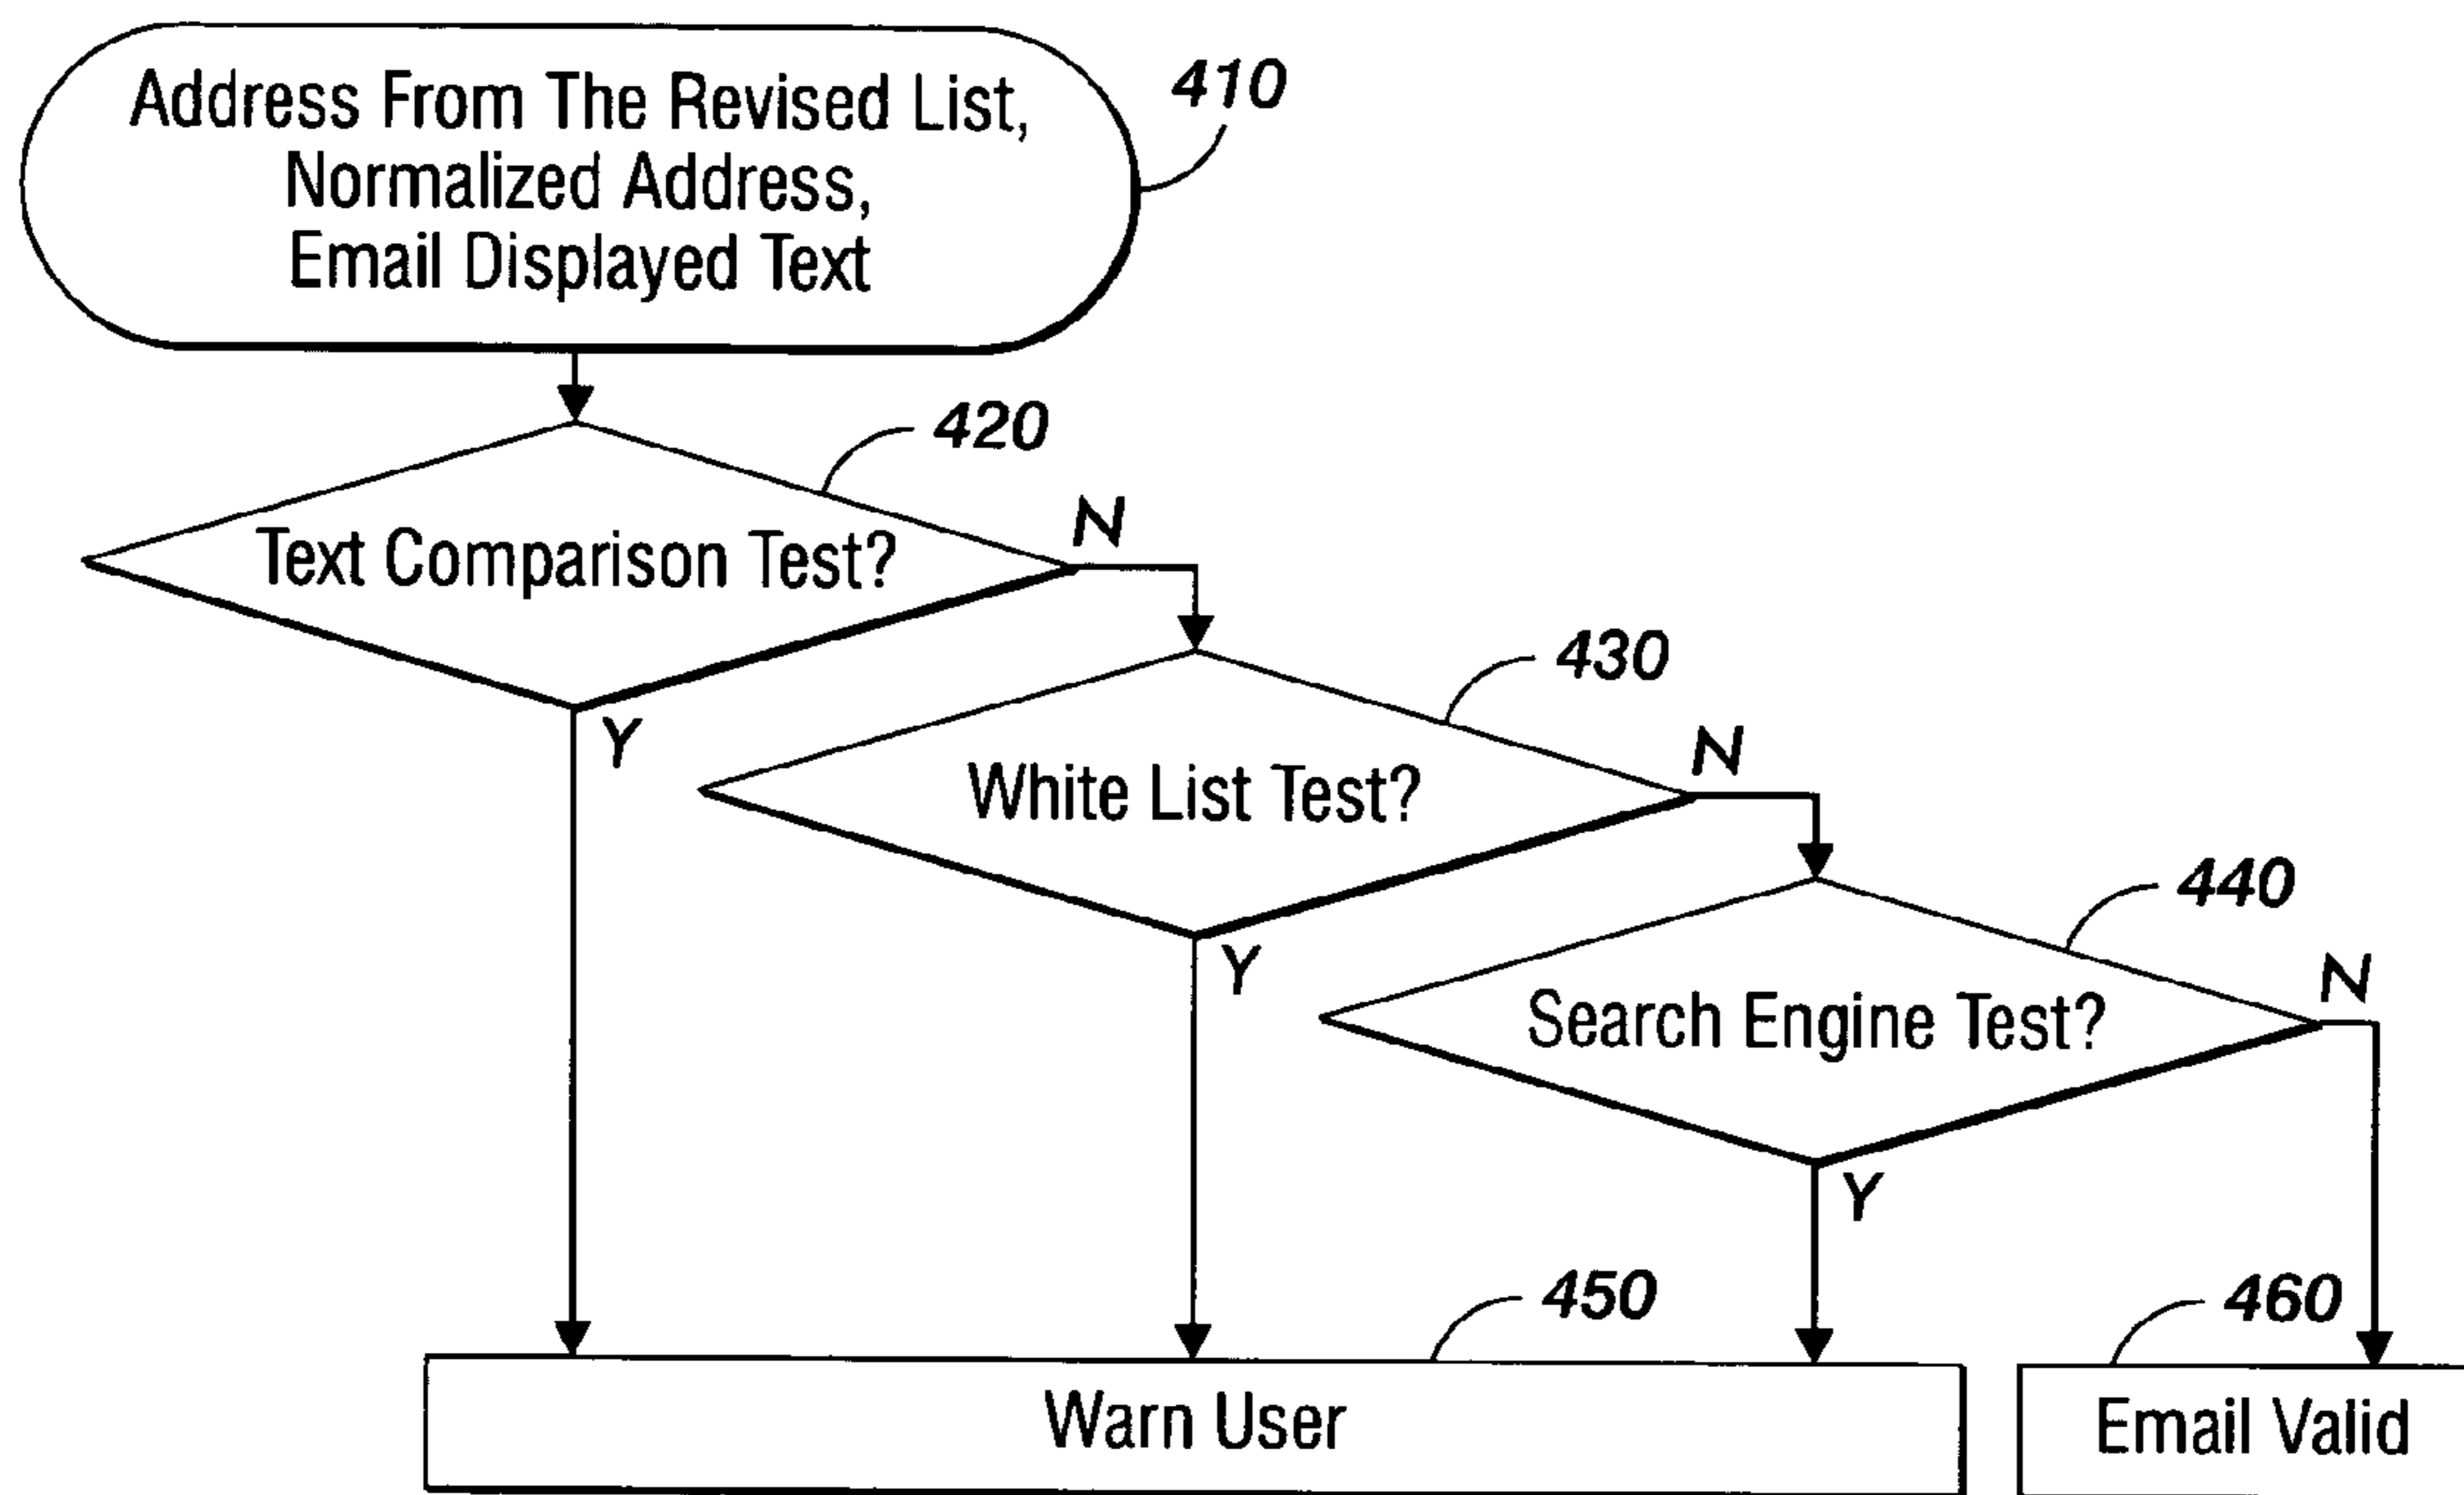 Address From The Revised List,
Normalized Address,
Email Displayed Text
410
420
Text Comparison Test?
N
Y
430
White List Test?
N
Y
440
Search Engine Test?
N
Y
450
Warn User
460
Email Valid